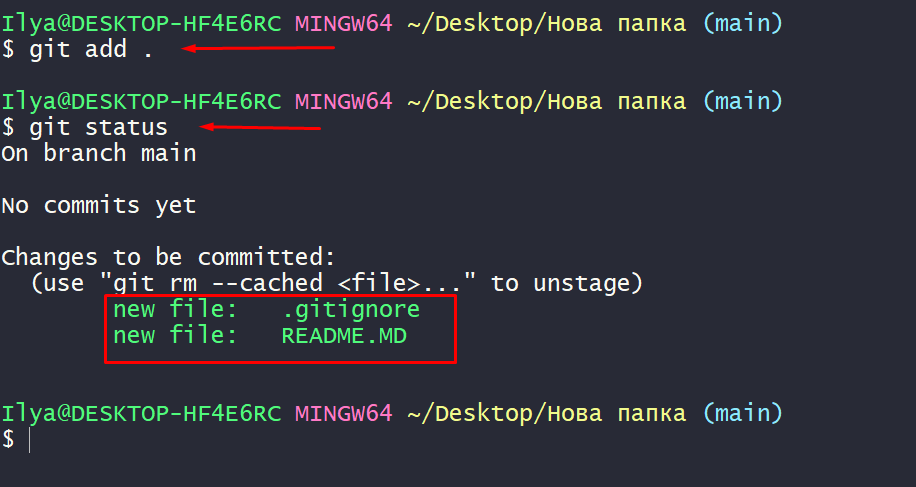 Ilya@DESKTOP-HF4E6RC MINGW64 ~/Desktop/Нова папка (main)
$ git add .
Ilya@DESKTOP-HF4E6RC MINGW64 ~/Desktop/Нова папка (main)
$ git status
On branch main
No commits yet
Changes to be committed:
(use "git rm --cached <file>..." to unstage)
new file: .gitignore
new file: README.MD
Ilya@DESKTOP-HF4E6RC MINGW64 ~/Desktop/Нова папка (main)
$